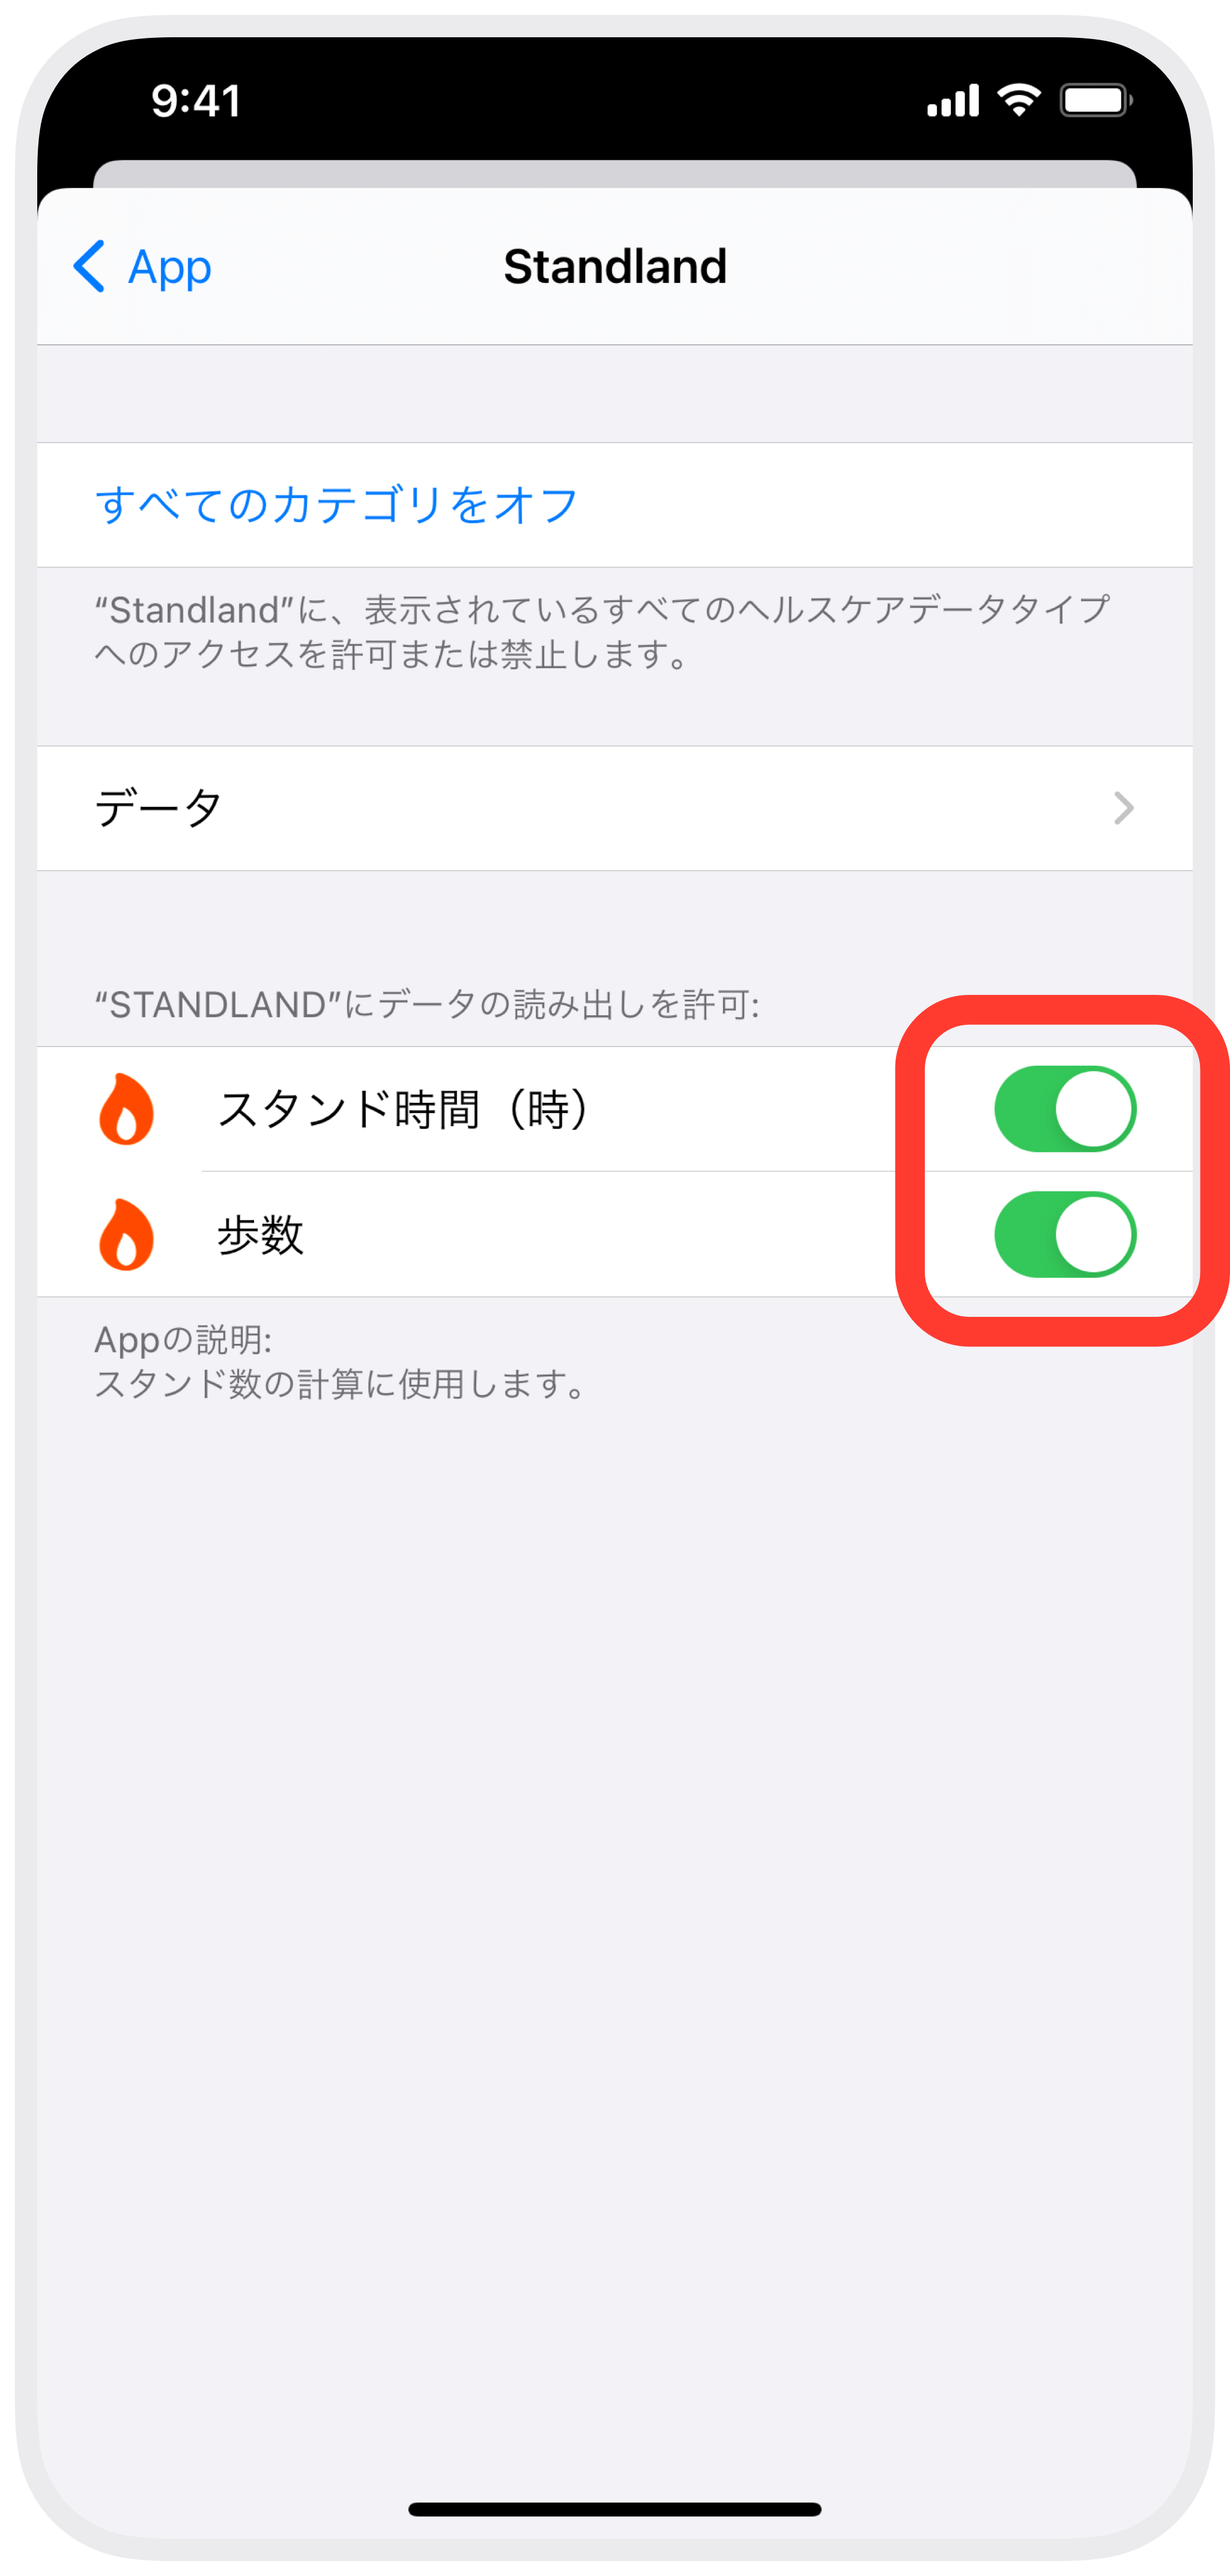 9:41
App
Standland
すべてのカテゴリをオフ
“Standland”に、表示されているすべてのヘルスケアデータタイプ
へのアクセスを許可または禁止します。
データ
“STANDLAND”にデータの読み出しを許可:
スタンド時間（時）
歩数
Appの説明:
スタンド数の計算に使用します。